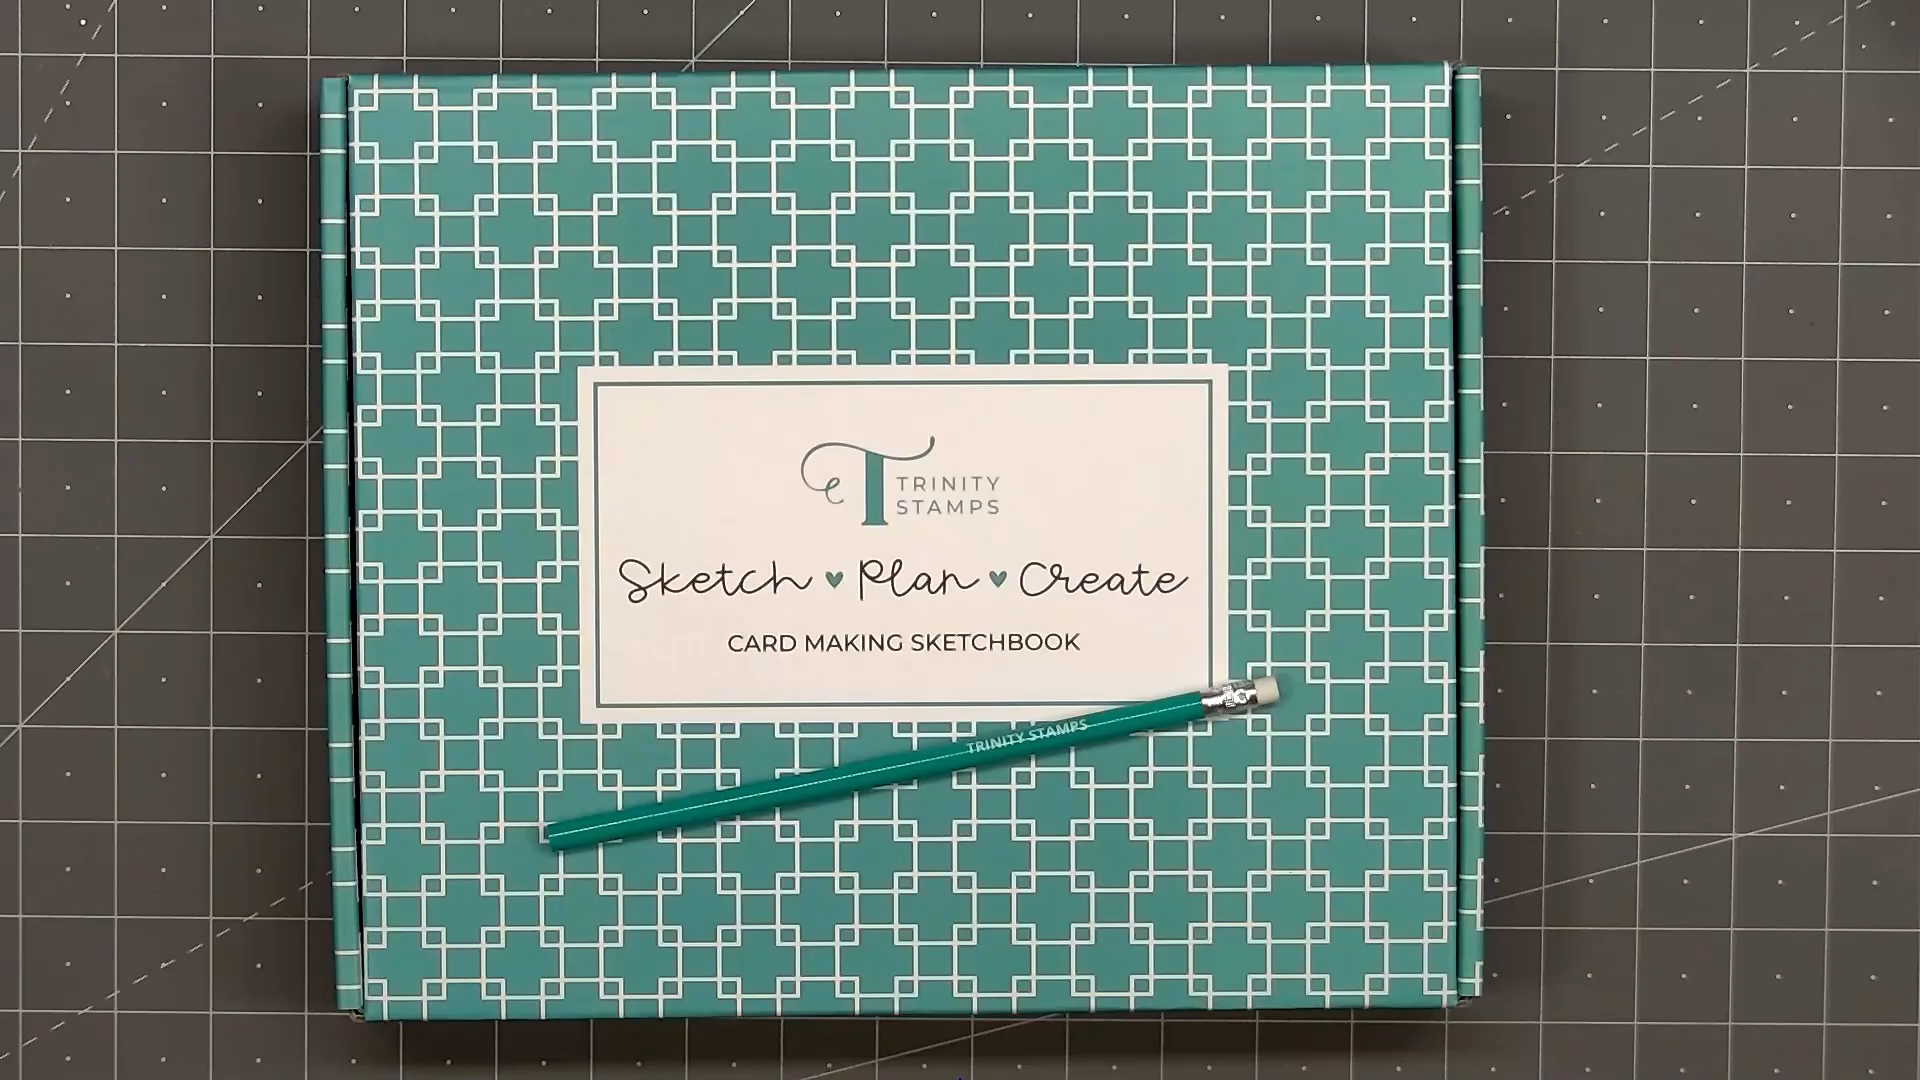 TRINITY
STAMPS
Sketch ♥ Plan ♥ Create
CARD MAKING SKETCHBOOK
TRINITY STAMPS